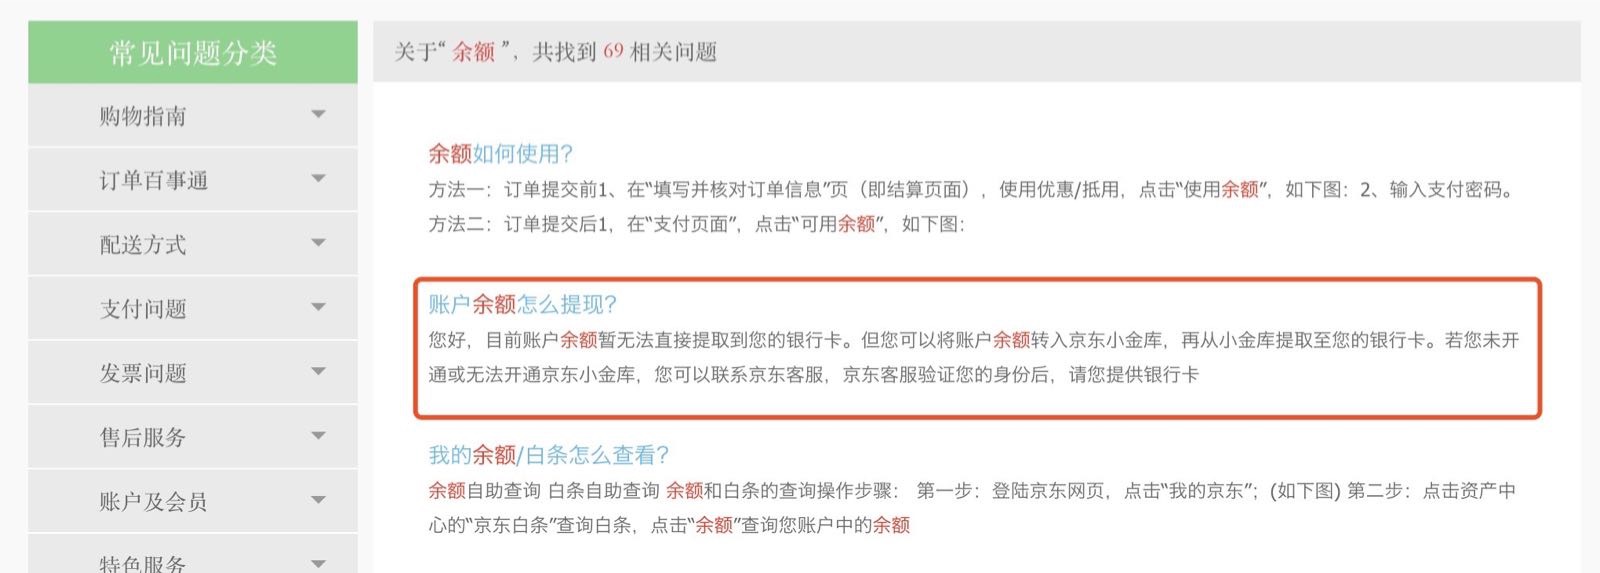 常见问题分类
购物指南
订单百事通
配送方式
支付问题
发票问题
售后服务
账户及会员
特色服务
关于“余额”，共找到 69 相关问题
余额如何使用？
方法一：订单提交前1、在“填写并核对订单信息”页（即结算页面），使用优惠/抵用，点击“使用余额”，如下图：2、输入支付密码。
方法二：订单提交后1，在“支付页面”，点击“可用余额”，如下图：
账户余额怎么提现？
您好，目前账户余额暂无法直接提取到您的银行卡。但您可以将账户余额转入京东小金库，再从小金库提取至您的银行卡。若您未开
通或无法开通京东小金库，您可以联系京东客服，京东客服验证您的身份后，请您提供银行卡
我的余额/白条怎么查看？
余额自助查询 白条自助查询 余额和白条的查询操作步骤： 第一步：登陆京东网页，点击“我的京东”；(如下图) 第二步：点击资产中
心的“京东白条”查询白条，点击“余额”查询您账户中的余额